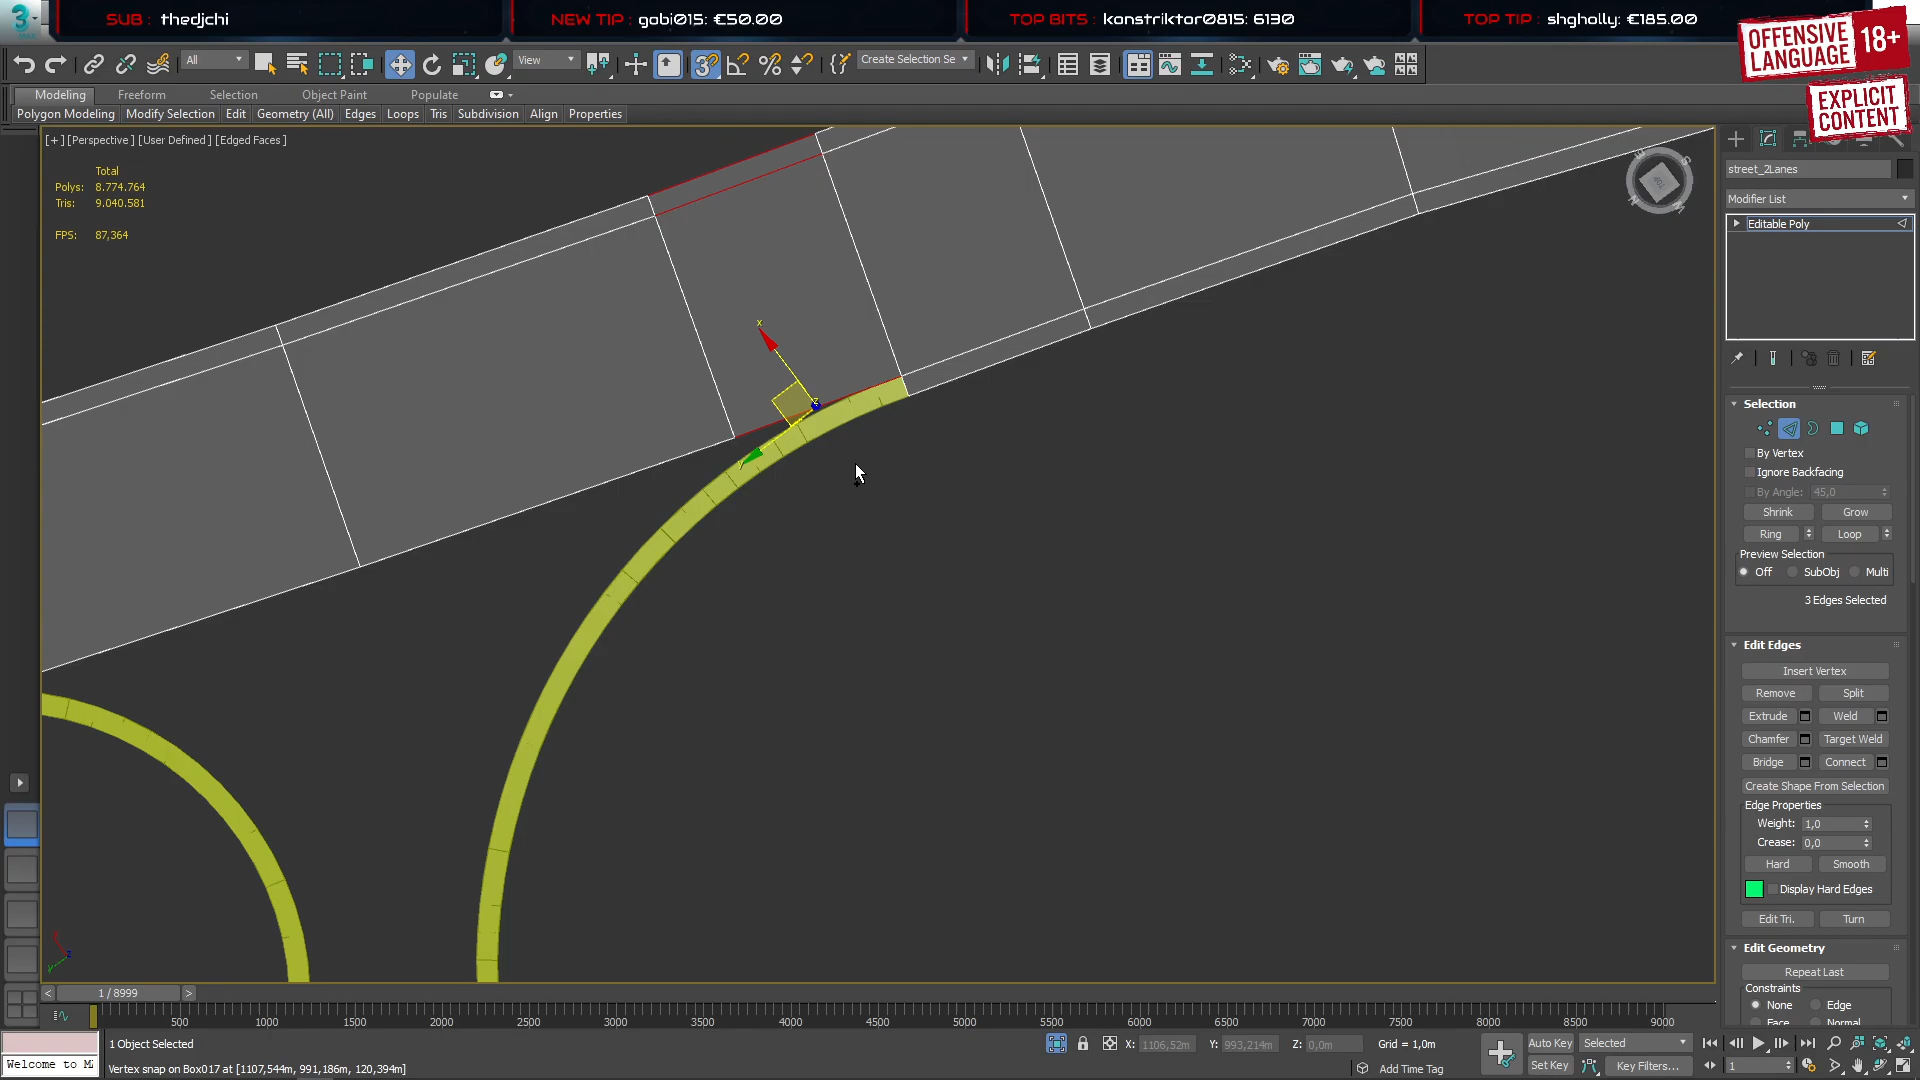 SUB : thedjchi
NEW TIP : gabi015: €50.00
TOP BITS : konstriktor0815: 6130
TOP TIP : shgholly: €185.00
OFFENSIVE LANGUAGE 18+
EXPLICIT CONTENT
All
View
Create Selection Se
Modeling Freeform Selection Object Paint Populate
Polygon Modeling Modify Selection Edit Geometry (All) Edges Loops Tris Subdivision Align Properties
[+] [Perspective] [User Defined] [Edged Faces]
Total
Polys: 8.774.764
Tris: 9.040.581
FPS: 87,364
street_2Lanes
Modifier List
Editable Poly
Selection
By Vertex
Ignore Backfacing
By Angle: 45,0
Shrink Grow
Ring Loop
Preview Selection
Off SubObj Multi
3 Edges Selected
Edit Edges
Insert Vertex
Remove Split
Extrude Weld
Chamfer Target Weld
Bridge Connect
Create Shape From Selection
Edge Properties
Weight: 1,0
Crease: 0,0
Hard Smooth
Display Hard Edges
Edit Tri. Turn
Edit Geometry
Repeat Last
Constraints
None Edge
Face Normal
x
z
1 / 8999
500 1000 1500 2000 2500 3000 3500 4000 4500 5000 5500 6000 6500 7000 7500 8000 8500 9000
1 Object Selected
X: 1106,52m Y: 993,214m Z: 0,0m Grid = 1,0m
Auto Key Selected
Welcome to Mi
Vertex snap on Box017 at [1107,544m, 991,186m, 120,394m]
Add Time Tag
Set Key Key Filters...
1